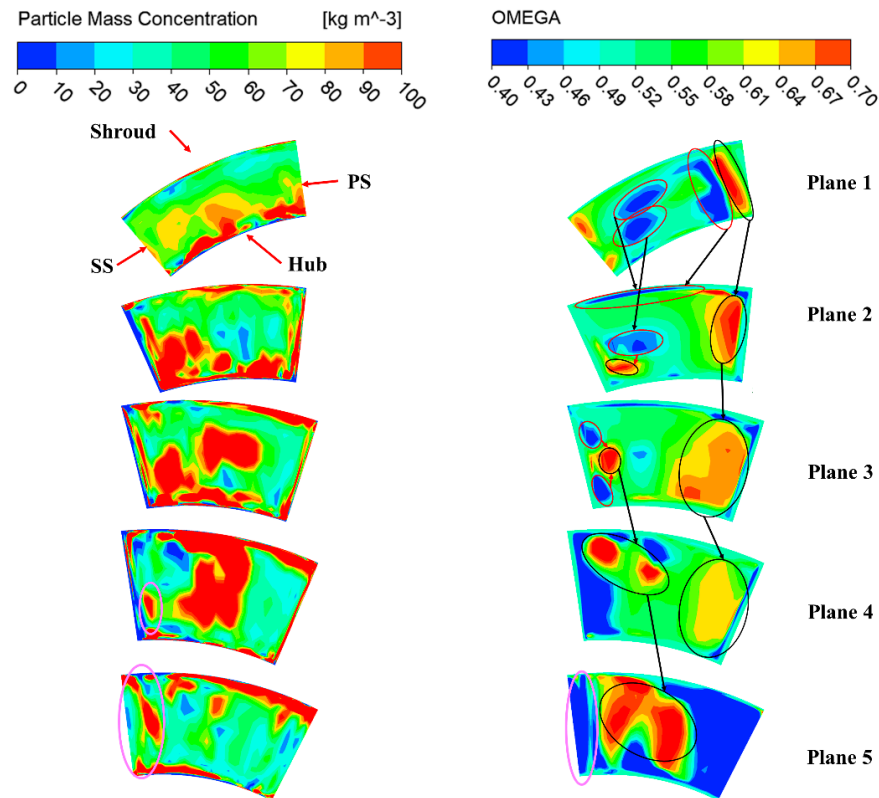 Particle Mass Concentration [kg m^-3]
0 10 20 30 40 50 60 70 80 90 100
OMEGA
0.40 0.43 0.46 0.49 0.52 0.55 0.58 0.61 0.64 0.67 0.70
Shroud
PS
SS
Hub
Plane 1
Plane 2
Plane 3
Plane 4
Plane 5